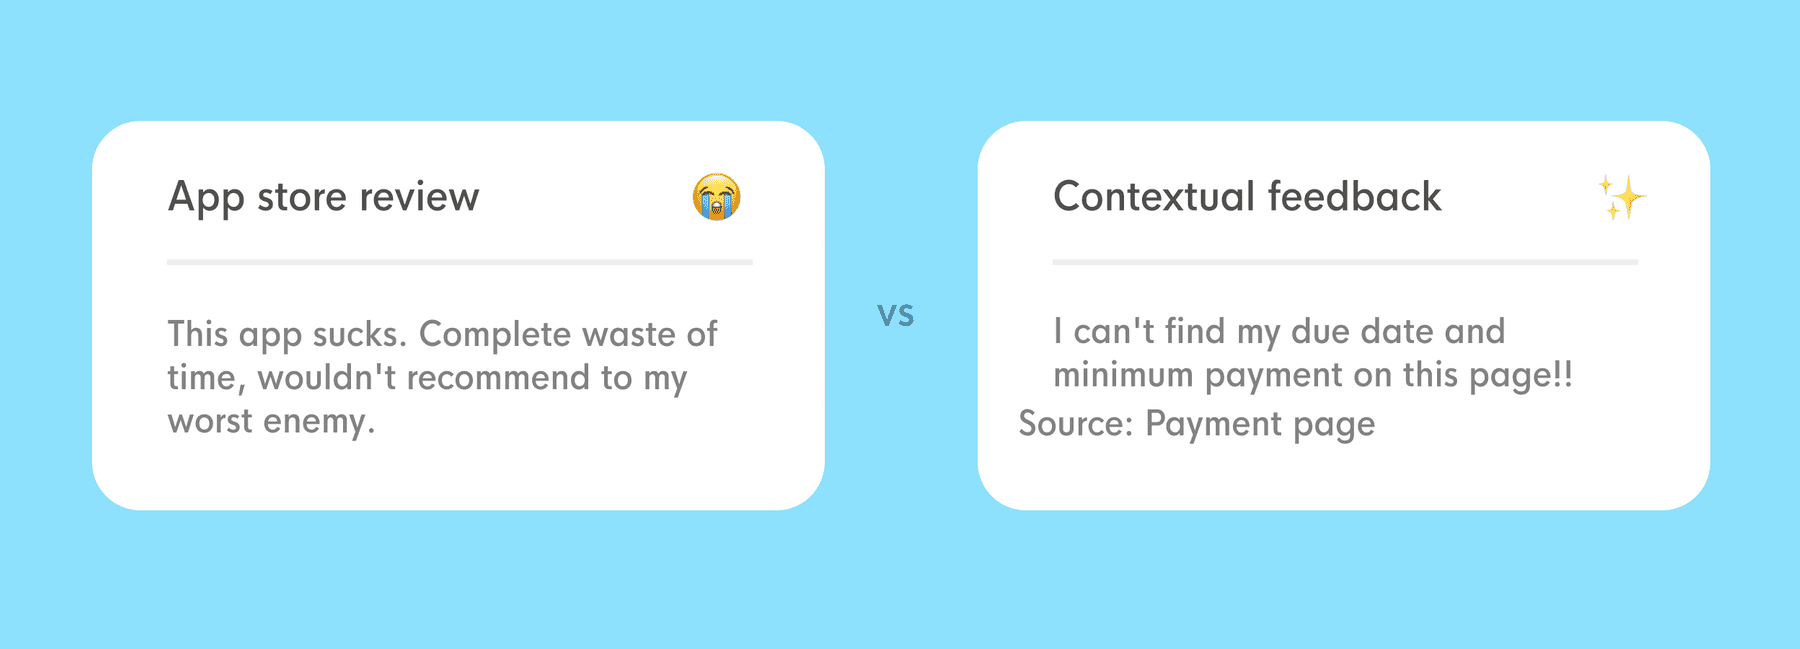 App store review
This app sucks. Complete waste of
time, wouldn't recommend to my
worst enemy.
vs
Contextual feedback
I can't find my due date and
minimum payment on this page!!
Source: Payment page